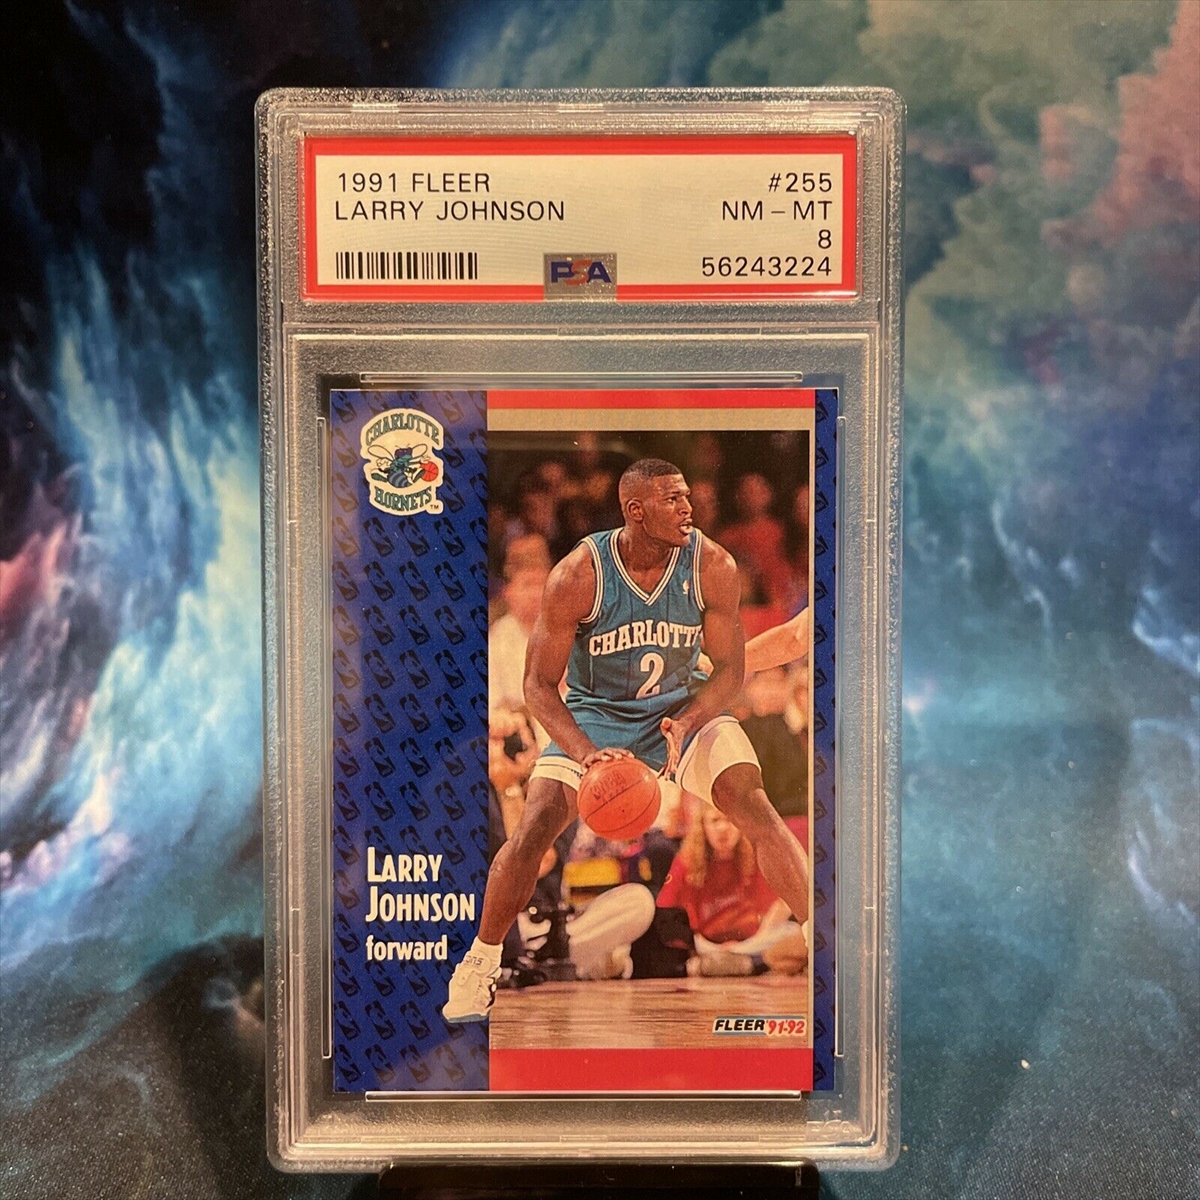 1991 FLEER #255
LARRY JOHNSON NM - MT
8
PSA 56243224
CHARLOTTE
HORNETS™
CHARLOTTE
2
LARRY
JOHNSON
forward
FLEER '91-'92